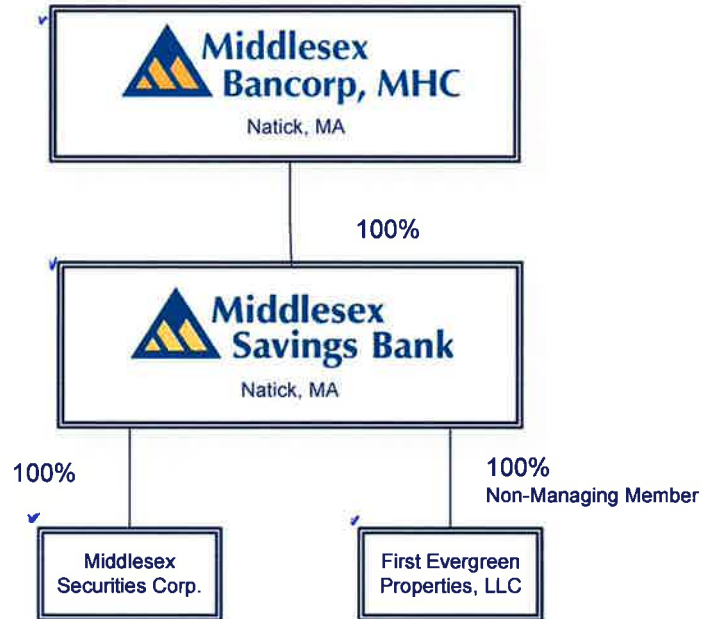 Middlesex
Bancorp, MHC
Natick, MA
100%
Middlesex
Savings Bank
Natick, MA
100%
100%
Non-Managing Member
Middlesex
Securities Corp.
First Evergreen
Properties, LLC